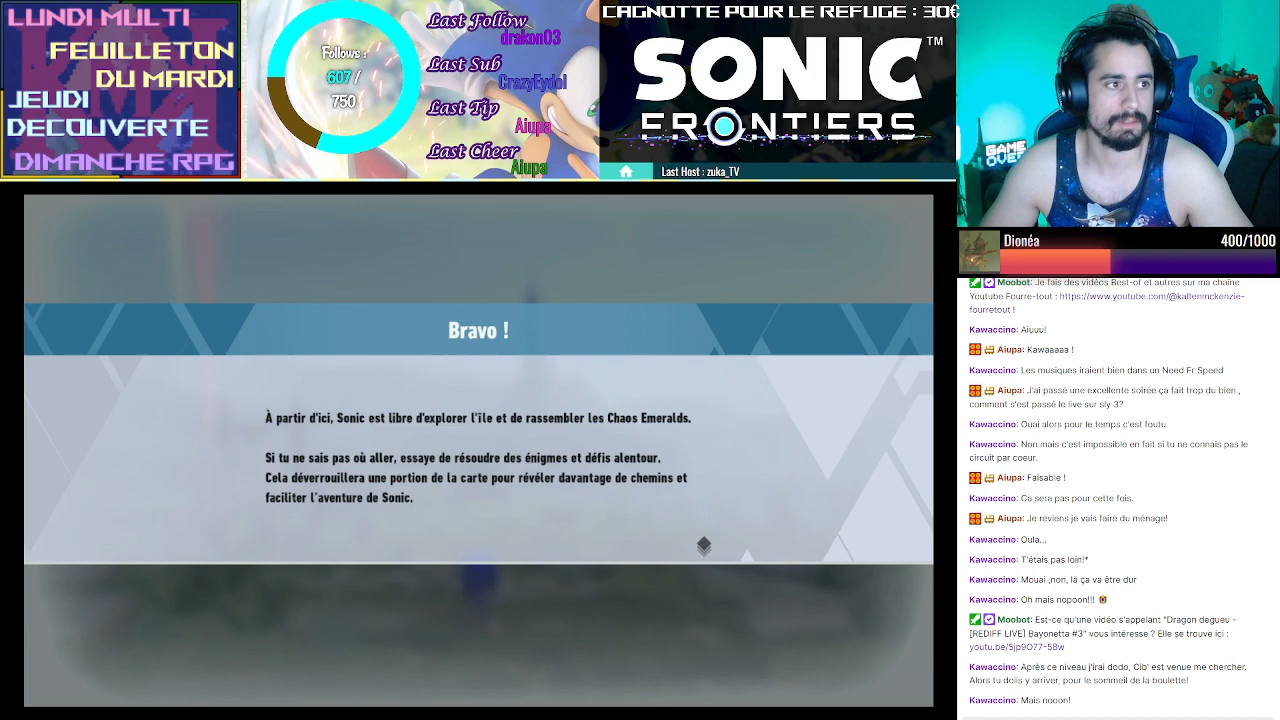 LUNDI MULTI
FEUILLETON
DU MARDI
JEUDI
DECOUVERTE
DIMANCHE RPG
Follows :
607 /
750
Last Follow
drakon03
Last Sub
CrazyEydol
Last Tip
Aiupa
Last Cheer
Aiupa
CAGNOTTE POUR LE REFUGE : 30€
SONIC™
FRONTIERS
Last Host : zuka_TV
GAME
OVER
Dionéa 400/1000
Bravo !
À partir d'ici, Sonic est libre d'explorer l'île et de rassembler les Chaos Emeralds.
Si tu ne sais pas où aller, essaye de résoudre des énigmes et défis alentour.
Cela déverrouillera une portion de la carte pour révéler davantage de chemins et
faciliter l'aventure de Sonic.
Moobot: Je fais des vidéos Best-of et autres sur ma chaîne
Youtube Fourre-tout : https://www.youtube.com/@kaltenmckenzie-
fourretout !
Kawaccino: Aiuuu!
Aiupa: Kawaaaaa !
Kawaccino: Les musiques iraient bien dans un Need Fr Speed
Aiupa: J'ai passé une excellente soirée ça fait trop du bien ,
comment s'est passé le live sur sly 3?
Kawaccino: Ouai alors pour le temps c'est foutu
Kawaccino: Non mais c'est impossible en fait si tu ne connais pas le
circuit par coeur.
Aiupa: Faisable !
Kawaccino: Ca sera pas pour cette fois.
Aiupa: Je reviens je vais faire du ménage!
Kawaccino: Oula...
Kawaccino: T'étais pas loin!*
Kawaccino: Mouai ,non, là ça va être dur
Kawaccino: Oh mais nopoon!!!
Moobot: Est-ce qu'une vidéo s'appelant "Dragon degueu -
[REDIFF LIVE] Bayonetta #3" vous intéresse ? Elle se trouve ici :
youtu.be/5jp9O77-58w
Kawaccino: Après ce niveau j'irai dodo, Cib' est venue me chercher.
Alors tu doiis y arriver, pour le sommeil de la boulette!
Kawaccino: Mais nooon!